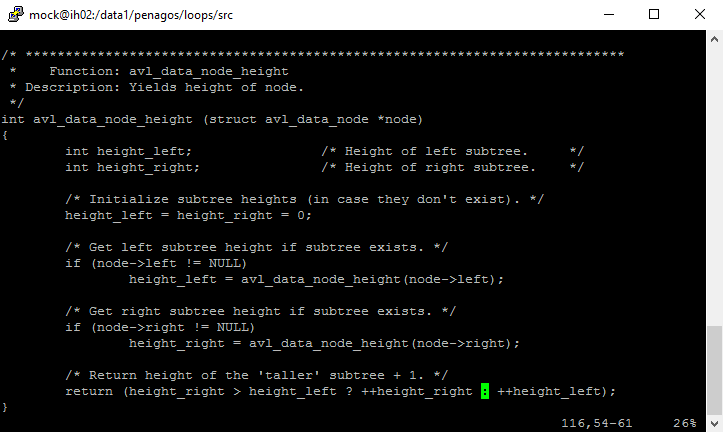 mock@ih02:/data1/penagos/loops/src
/* ***************************************************************************
 *    Function: avl_data_node_height
 * Description: Yields height of node.
 */
int avl_data_node_height (struct avl_data_node *node)
{
        int height_left;                /* Height of left subtree.     */
        int height_right;               /* Height of right subtree.    */
        /* Initialize subtree heights (in case they don't exist). */
        height_left = height_right = 0;
        /* Get left subtree height if subtree exists. */
        if (node->left != NULL)
                height_left = avl_data_node_height(node->left);
        /* Get right subtree height if subtree exists. */
        if (node->right != NULL)
                height_right = avl_data_node_height(node->right);
        /* Return height of the 'taller' subtree + 1. */
        return (height_right > height_left ? ++height_right : ++height_left);
}
116,54-61     26%